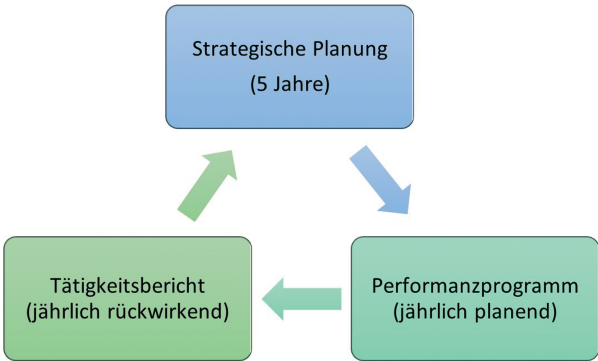 Strategische Planung
(5 Jahre)
Tätigkeitsbericht
(jährlich rückwirkend)
Performanzprogramm
(jährlich planend)